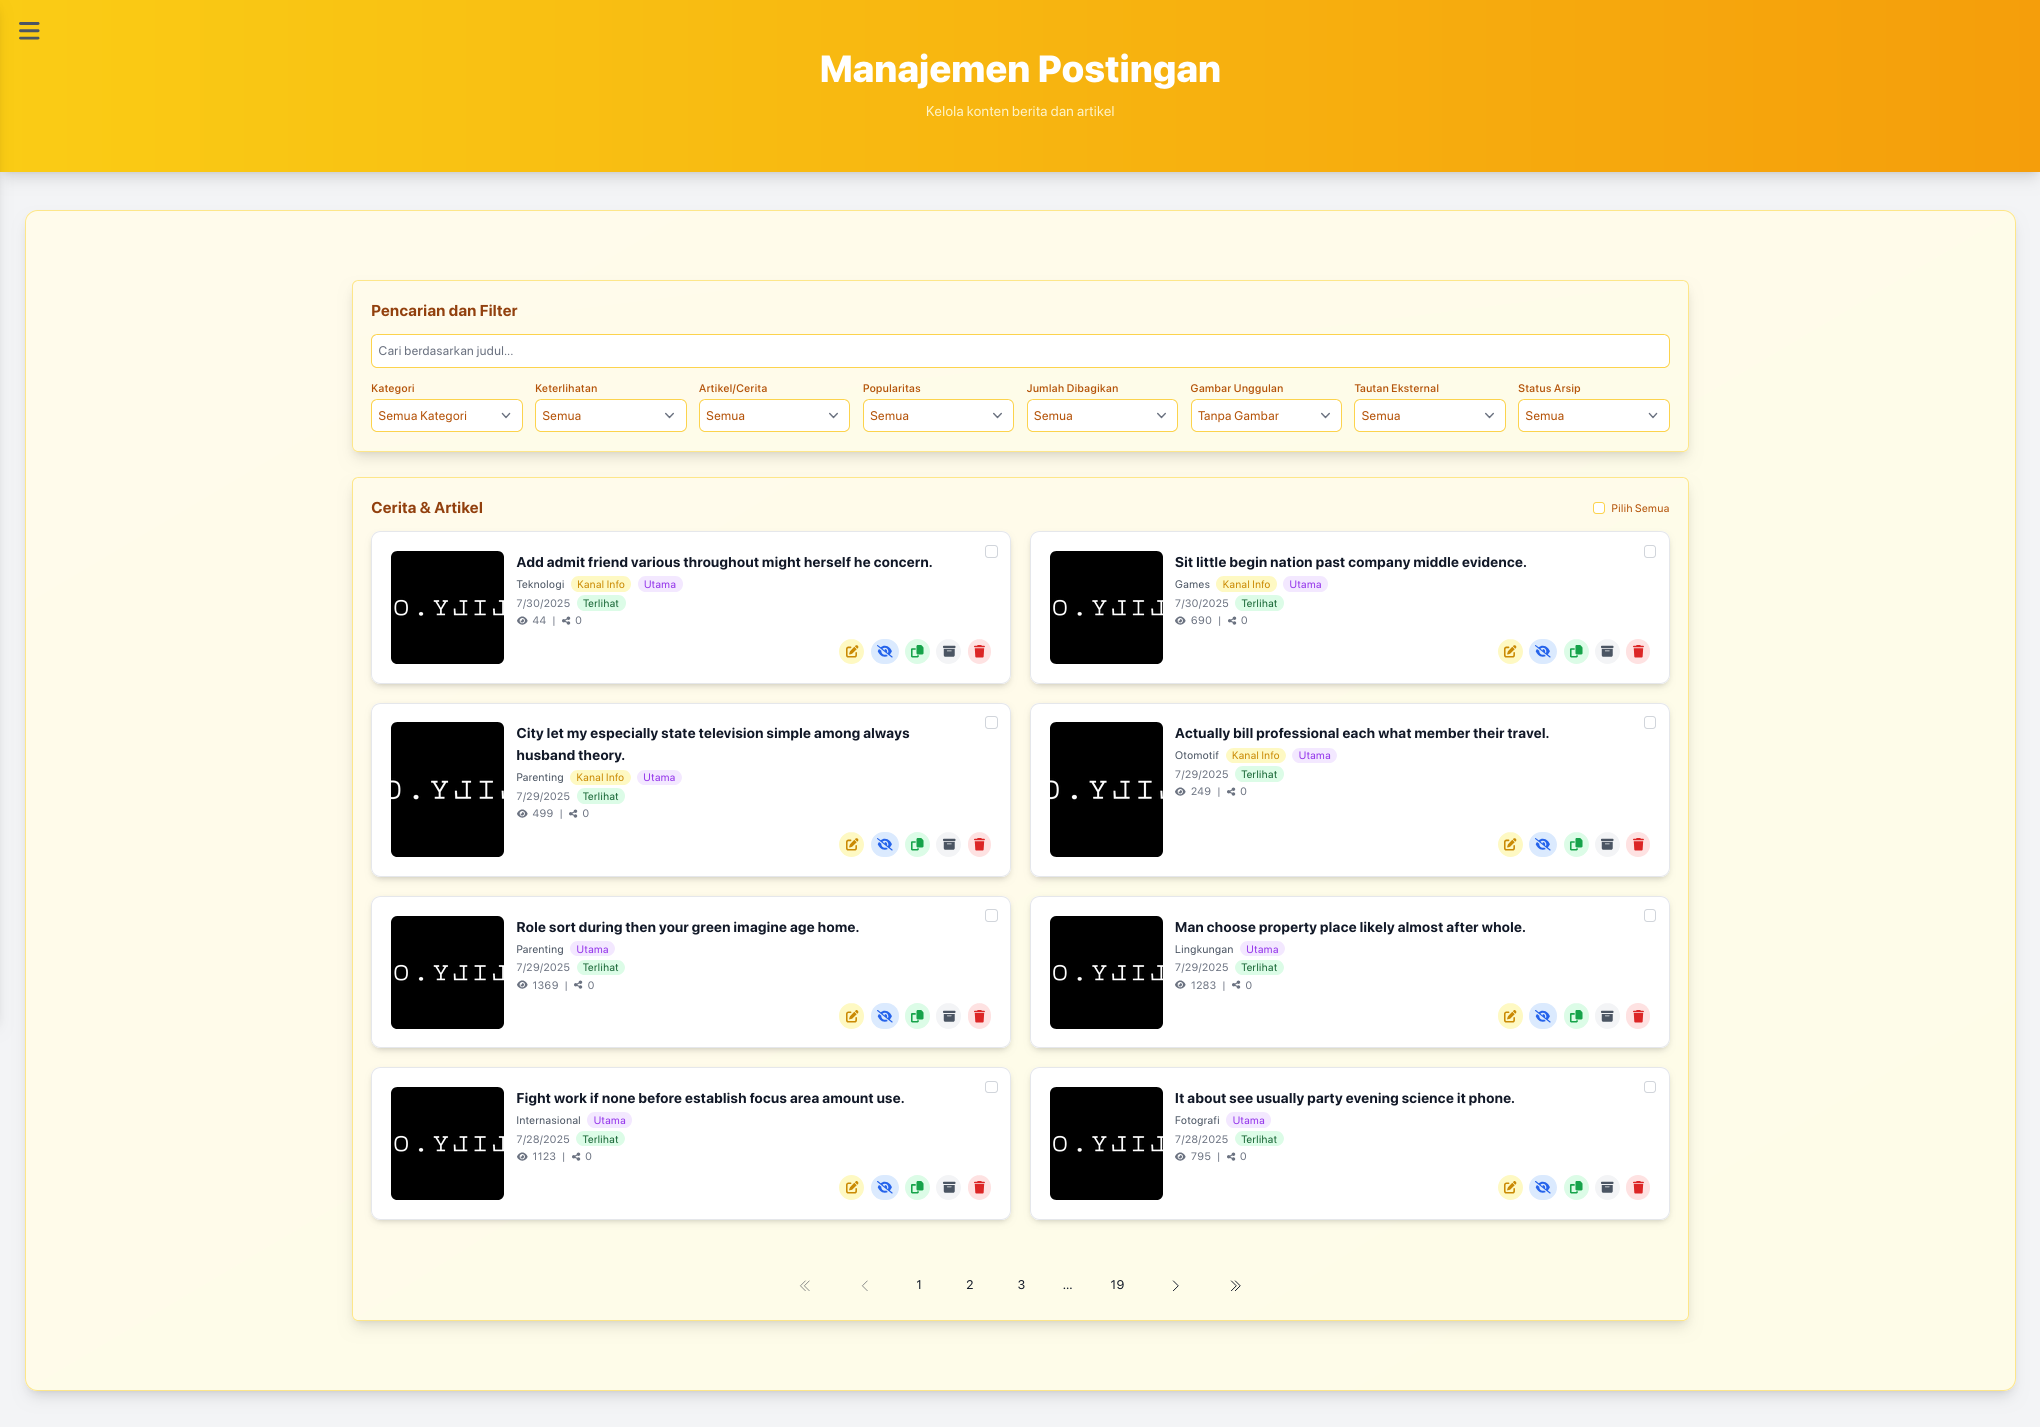 Manajemen Postingan
Kelola konten berita dan artikel
Pencarian dan Filter
Cari berdasarkan judul...
Kategori Keterlihatan Artikel/Cerita Popularitas Jumlah Dibagikan Gambar Unggulan Tautan Eksternal Status Arsip
Semua Kategori Semua Semua Semua Semua Tanpa Gambar Semua Semua
Cerita & Artikel
Pilih Semua
O.YJIJ
Add admit friend various throughout might herself he concern.
Teknologi Kanal Info Utama
7/30/2025 Terlihat
44 | 0
O.YJIJ
Sit little begin nation past company middle evidence.
Games Kanal Info Utama
7/30/2025 Terlihat
690 | 0
O.YJIJ
City let my especially state television simple among always
husband theory.
Parenting Kanal Info Utama
7/29/2025 Terlihat
499 | 0
O.YJIJ
Actually bill professional each what member their travel.
Otomotif Kanal Info Utama
7/29/2025 Terlihat
249 | 0
O.YJIJ
Role sort during then your green imagine age home.
Parenting Utama
7/29/2025 Terlihat
1369 | 0
O.YJIJ
Man choose property place likely almost after whole.
Lingkungan Utama
7/29/2025 Terlihat
1283 | 0
O.YJIJ
Fight work if none before establish focus area amount use.
Internasional Utama
7/28/2025 Terlihat
1123 | 0
O.YJIJ
It about see usually party evening science it phone.
Fotografi Utama
7/28/2025 Terlihat
795 | 0
1 2 3 ... 19